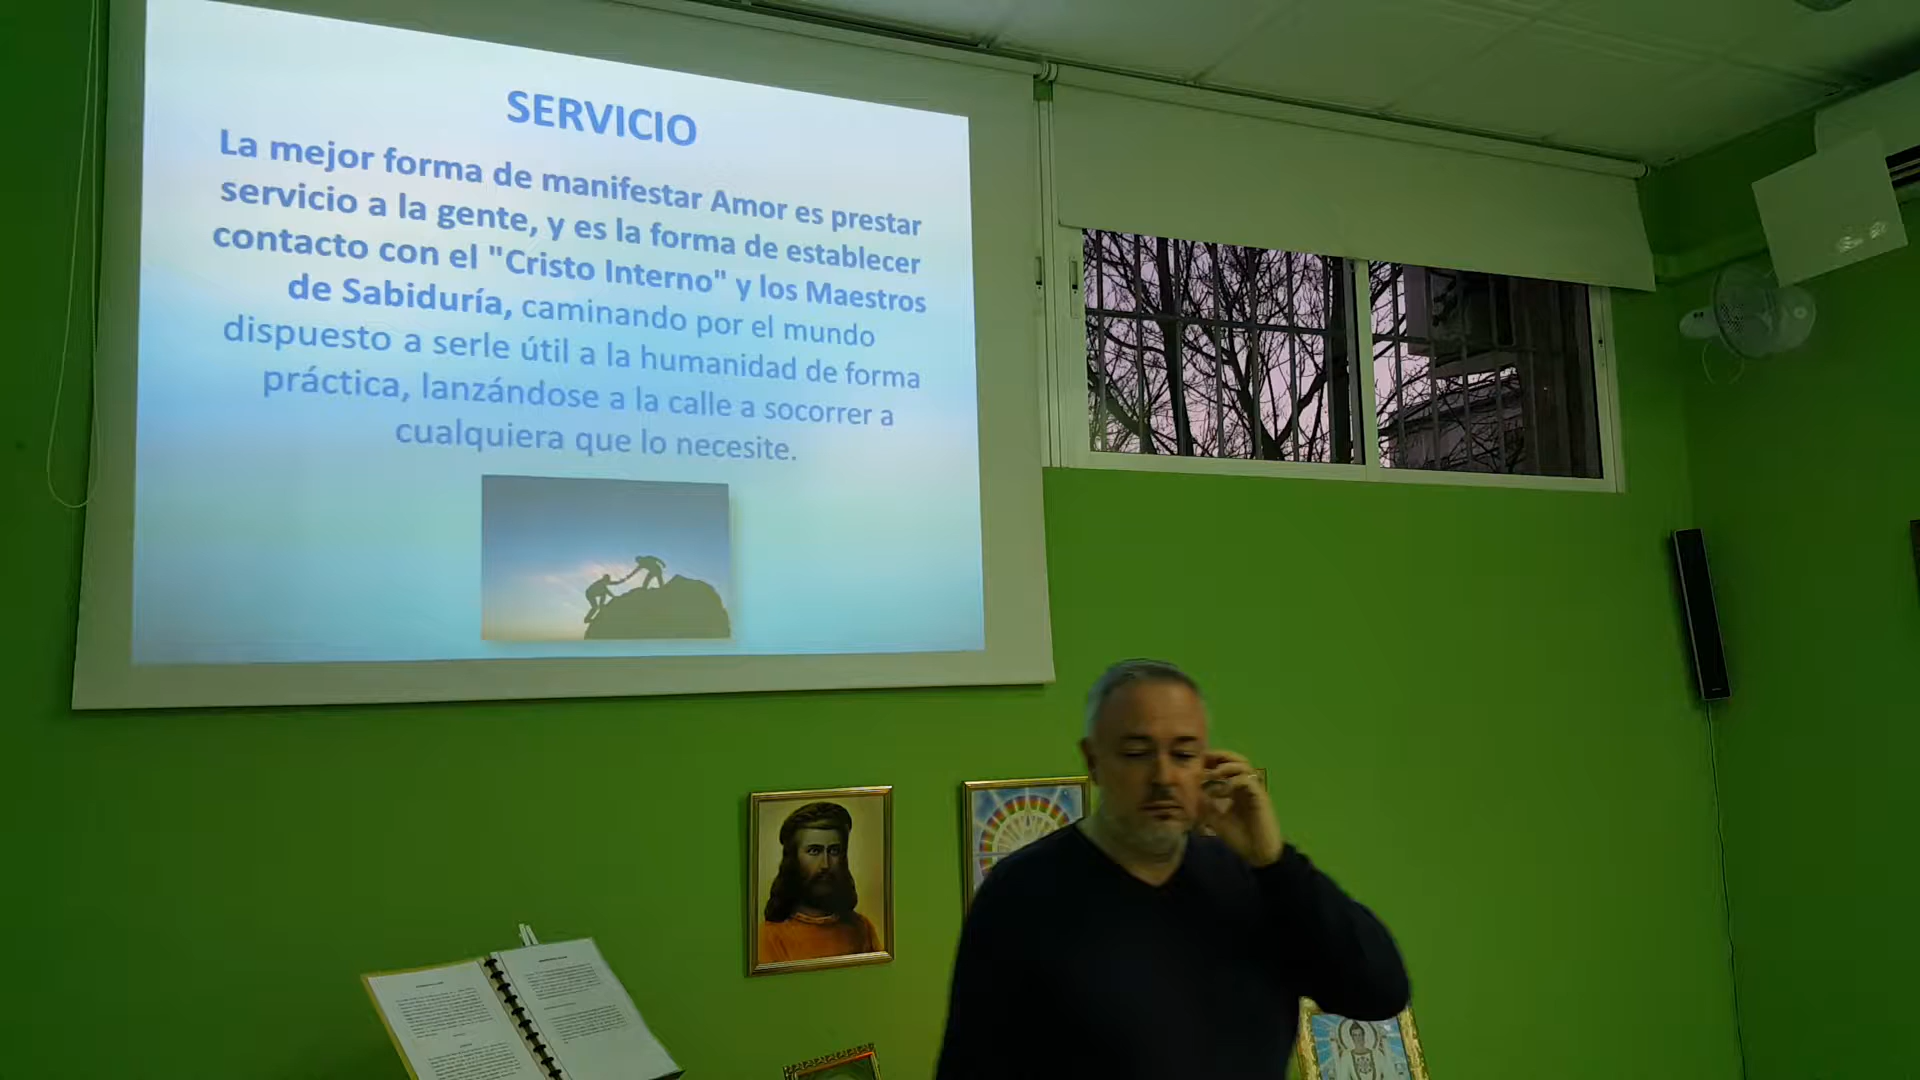 SERVICIO
La mejor forma de manifestar Amor es prestar
servicio a la gente, y es la forma de establecer
contacto con el "Cristo Interno" y los Maestros
de Sabiduría, caminando por el mundo
dispuesto a serle útil a la humanidad de forma
práctica, lanzándose a la calle a socorrer a
cualquiera que lo necesite.